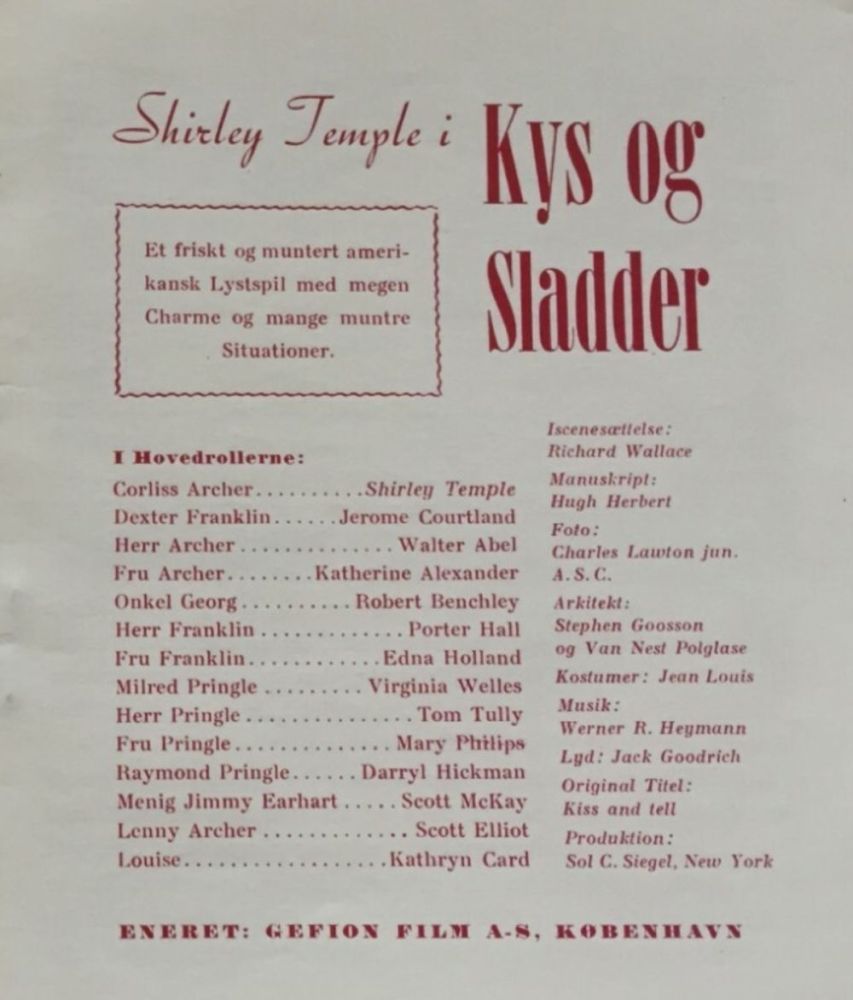 Shirley Temple i
Kys og
Sladder
Et friskt og muntert ameri-
kansk Lystspil med megen
Charme og mange muntre
Situationer.
I Hovedrollerne:
Corliss Archer..........Shirley Temple
Dexter Franklin......Jerome Courtland
Herr Archer..............Walter Abel
Fru Archer........Katherine Alexander
Onkel Georg..........Robert Benchley
Herr Franklin.............Porter Hall
Fru Franklin............Edna Holland
Milred Pringle.........Virginia Welles
Herr Pringle...............Tom Tully
Fru Pringle..............Mary Philips
Raymond Pringle......Darryl Hickman
Menig Jimmy Earhart.....Scott McKay
Lenny Archer............Scott Elliot
Louise..................Kathryn Card
Iscenesættelse:
Richard Wallace
Manuskript:
Hugh Herbert
Foto:
Charles Lawton jun.
A.S.C.
Arkitekt:
Stephen Goosson
og Van Nest Polglase
Kostumer: Jean Louis
Musik:
Werner R. Heymann
Lyd: Jack Goodrich
Original Titel:
Kiss and tell
Produktion:
Sol C. Siegel, New York
ENERET: GEFION FILM A-S, KØBENHAVN